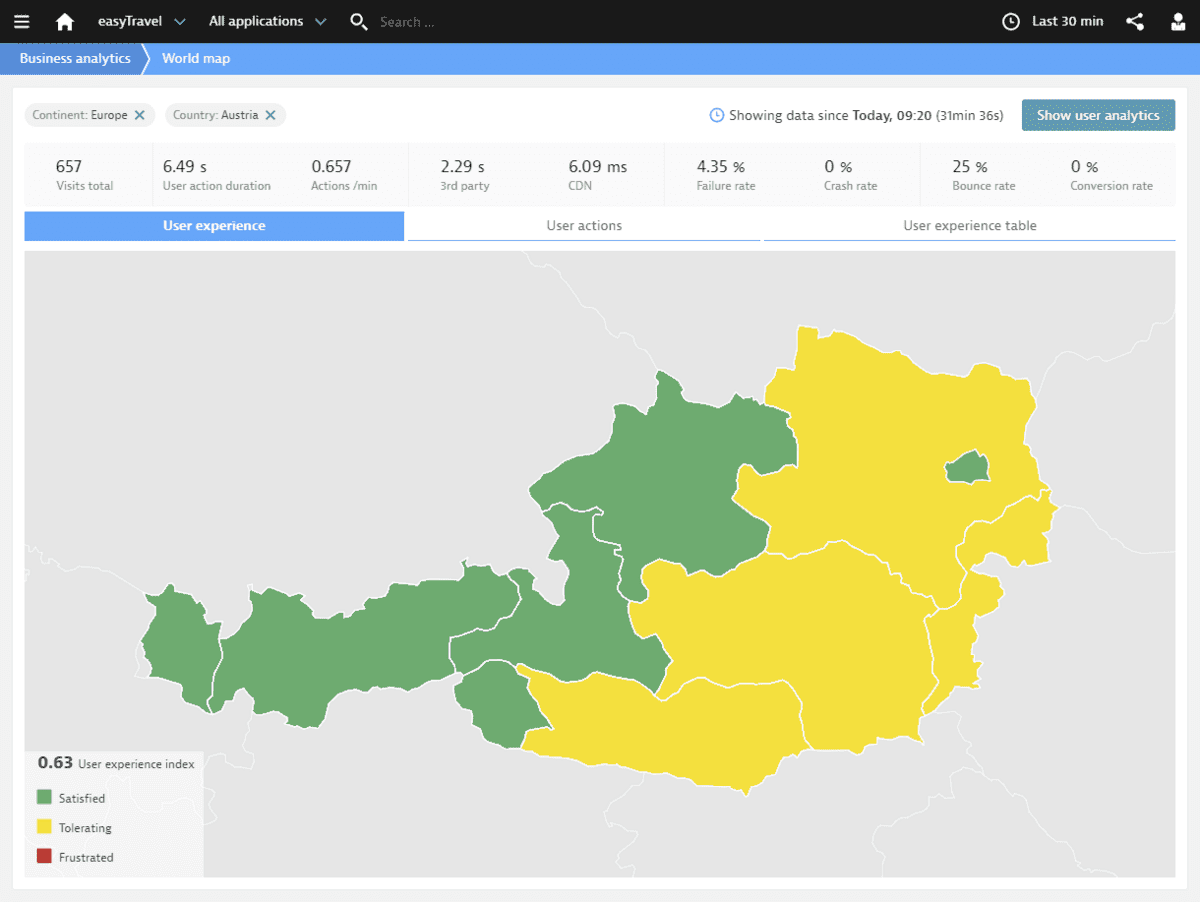 easyTravel All applications Search ... Last 30 min
Business analytics World map
Continent: Europe Country: Austria Showing data since Today, 09:20 (31min 36s) Show user analytics
657 6.49 s 0.657 2.29 s 6.09 ms 4.35 % 0 % 25 % 0 %
Visits total User action duration Actions /min 3rd party CDN Failure rate Crash rate Bounce rate Conversion rate
User experience User actions User experience table
0.63 User experience index
Satisfied
Tolerating
Frustrated